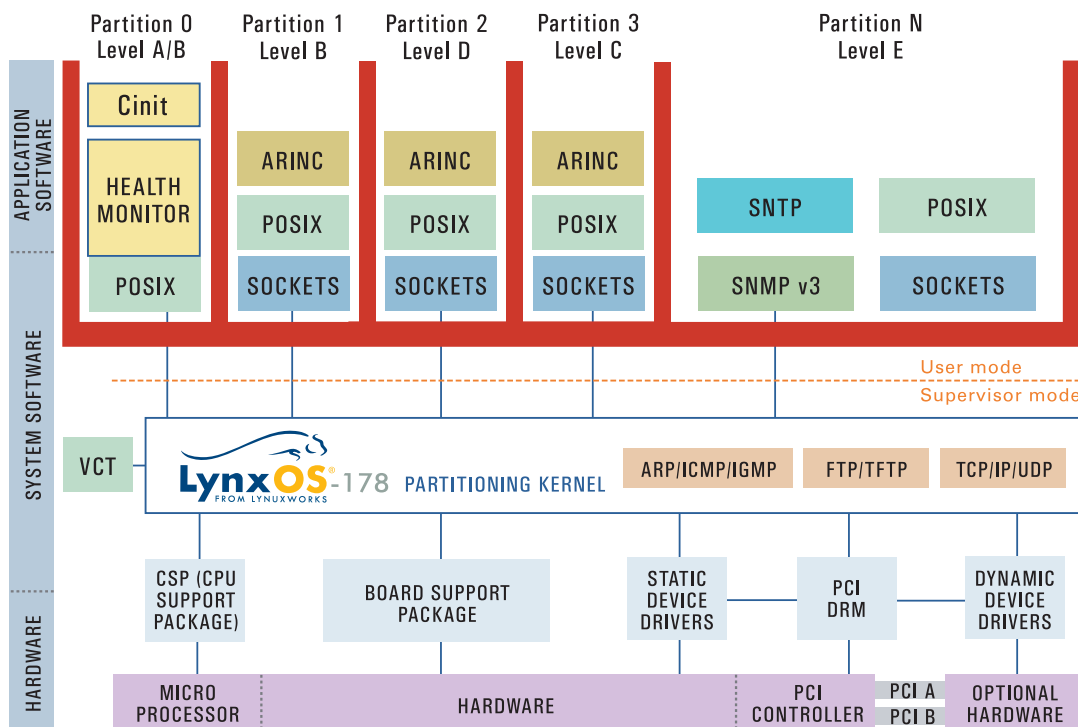 Partition 0
Level A/B
Partition 1
Level B
Partition 2
Level D
Partition 3
Level C
Partition N
Level E
APPLICATION
SOFTWARE
SYSTEM SOFTWARE
HARDWARE
Cinit
HEALTH
MONITOR
POSIX
ARINC
POSIX
SOCKETS
ARINC
POSIX
SOCKETS
ARINC
POSIX
SOCKETS
SNTP
POSIX
SNMP v3
SOCKETS
User mode
Supervisor mode
VCT
LynxOS®-178 PARTITIONING KERNEL
FROM LYNUXWORKS
ARP/ICMP/IGMP
FTP/TFTP
TCP/IP/UDP
CSP (CPU
SUPPORT
PACKAGE)
BOARD SUPPORT
PACKAGE
STATIC
DEVICE
DRIVERS
PCI
DRM
DYNAMIC
DEVICE
DRIVERS
MICRO
PROCESSOR
HARDWARE
PCI
CONTROLLER
PCI A
PCI B
OPTIONAL
HARDWARE